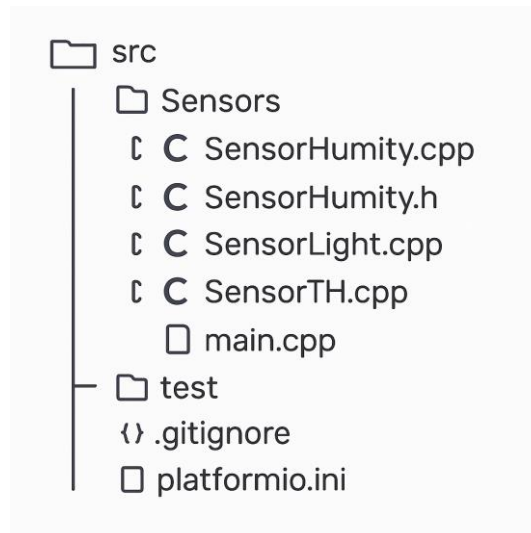 src
Sensors
SensorHumity.cpp
SensorHumity.h
SensorLight.cpp
SensorTH.cpp
main.cpp
test
{} .gitignore
platformio.ini